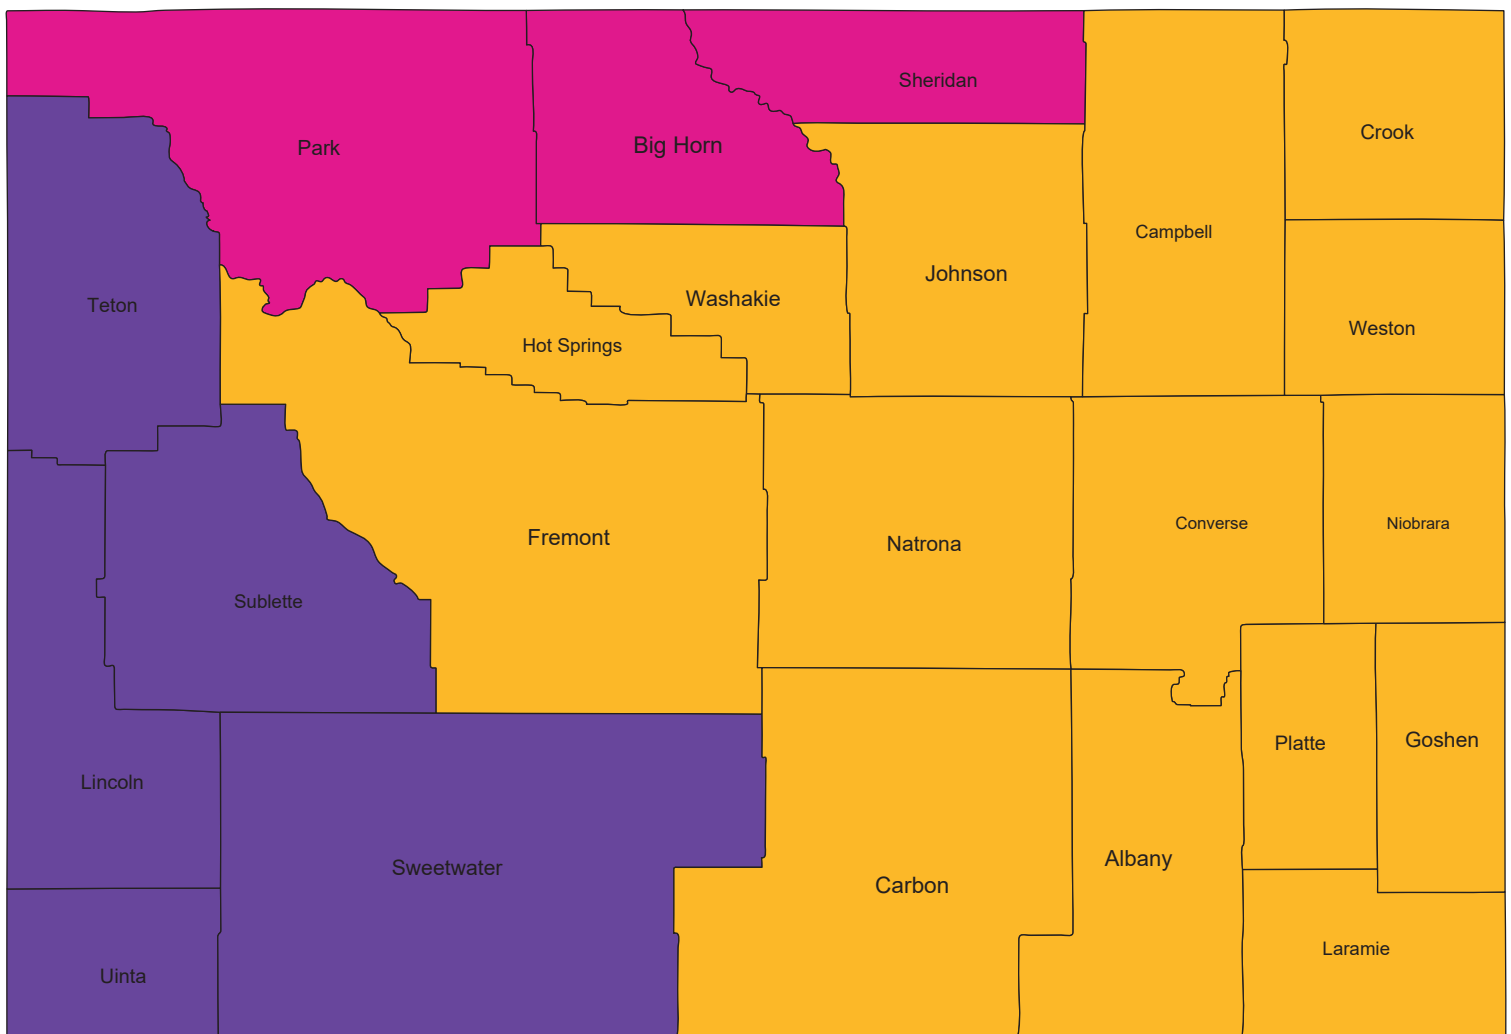 Sheridan
Crook
Park
Big Horn
Campbell
Johnson
Washakie
Teton
Weston
Hot Springs
Converse
Niobrara
Fremont
Natrona
Sublette
Goshen
Platte
Lincoln
Albany
Sweetwater
Carbon
Laramie
Uinta